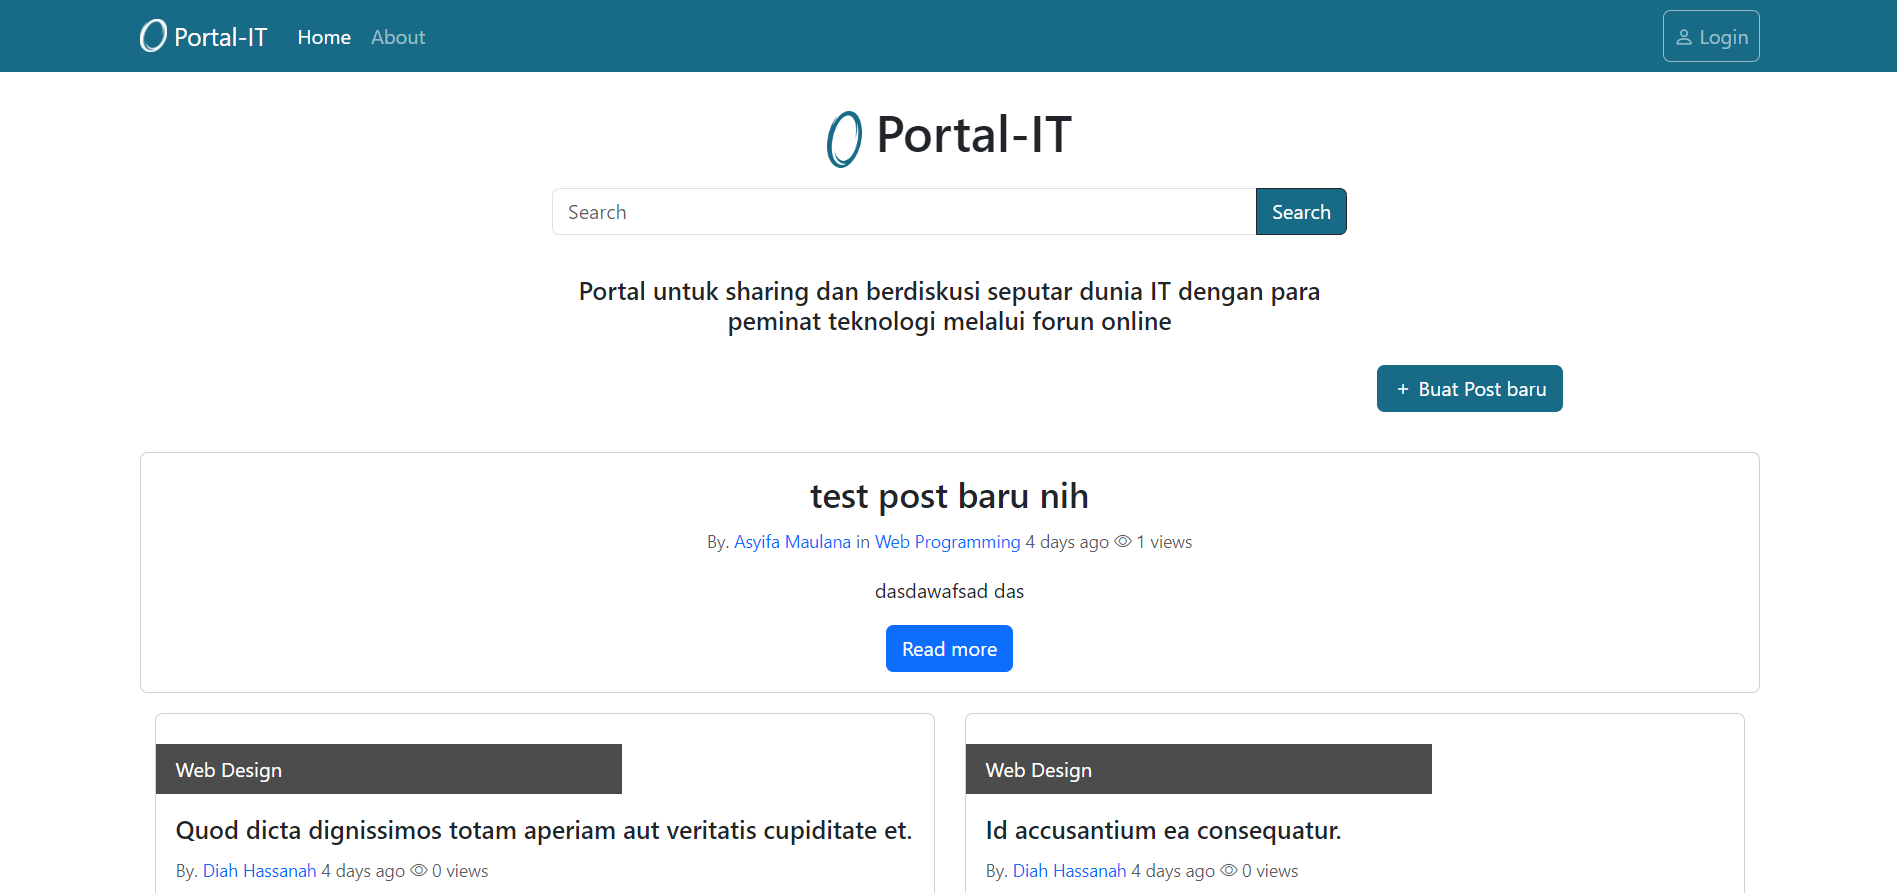 Portal-IT Home About Login
Portal-IT
Search Search
Portal untuk sharing dan berdiskusi seputar dunia IT dengan para
peminat teknologi melalui forun online
+ Buat Post baru
test post baru nih
By. Asyifa Maulana in Web Programming 4 days ago 1 views
dasdawafsad das
Read more
Web Design
Quod dicta dignissimos totam aperiam aut veritatis cupiditate et.
By. Diah Hassanah 4 days ago 0 views
Web Design
Id accusantium ea consequatur.
By. Diah Hassanah 4 days ago 0 views